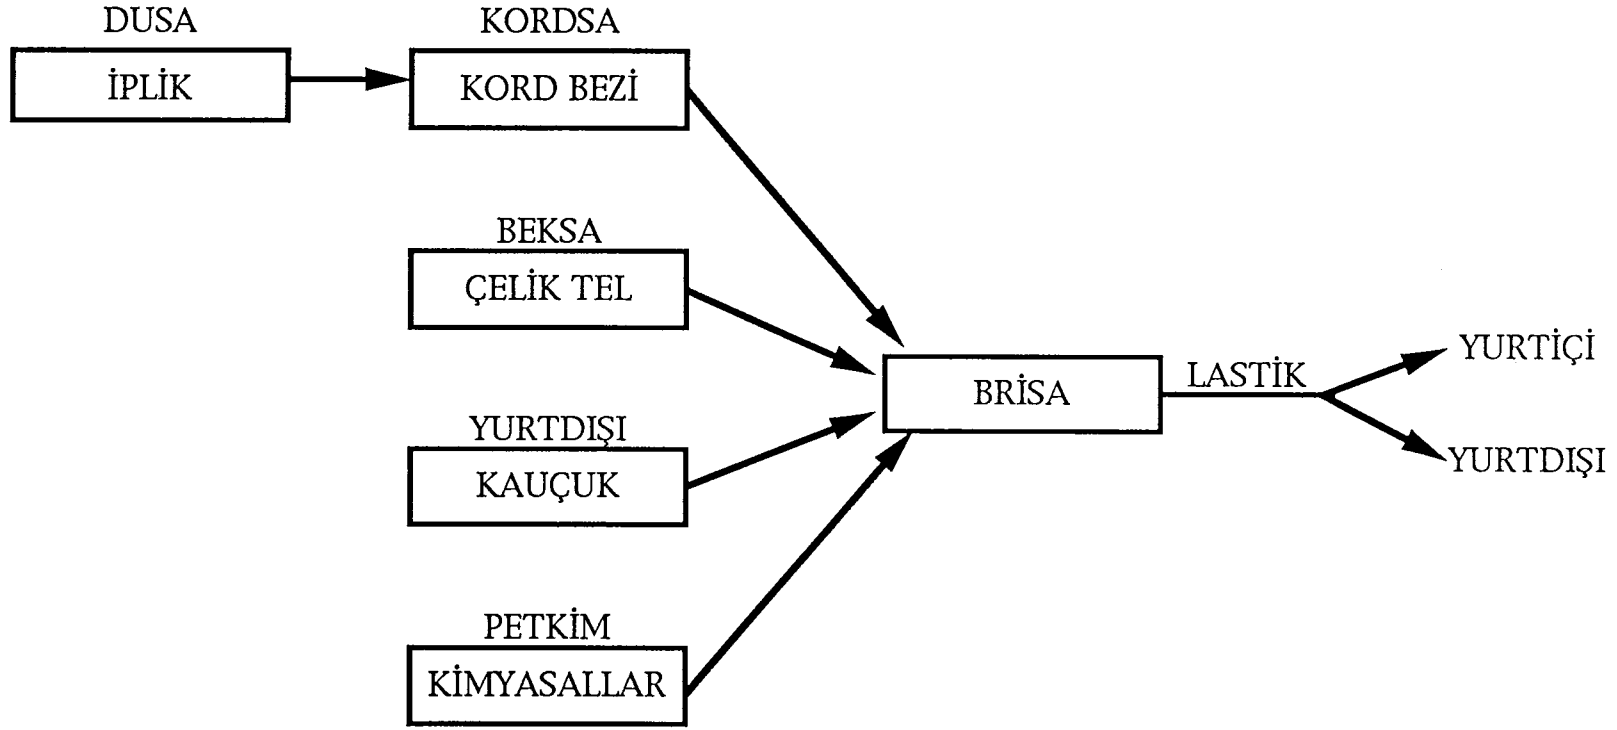 DUSA
İPLİK
KORDSA
KORD BEZİ
BEKSA
ÇELİK TEL
YURTDIŞI
KAUÇUK
PETKİM
KİMYASALLAR
BRİSA
LASTİK
YURTİÇİ
YURTDIŞI